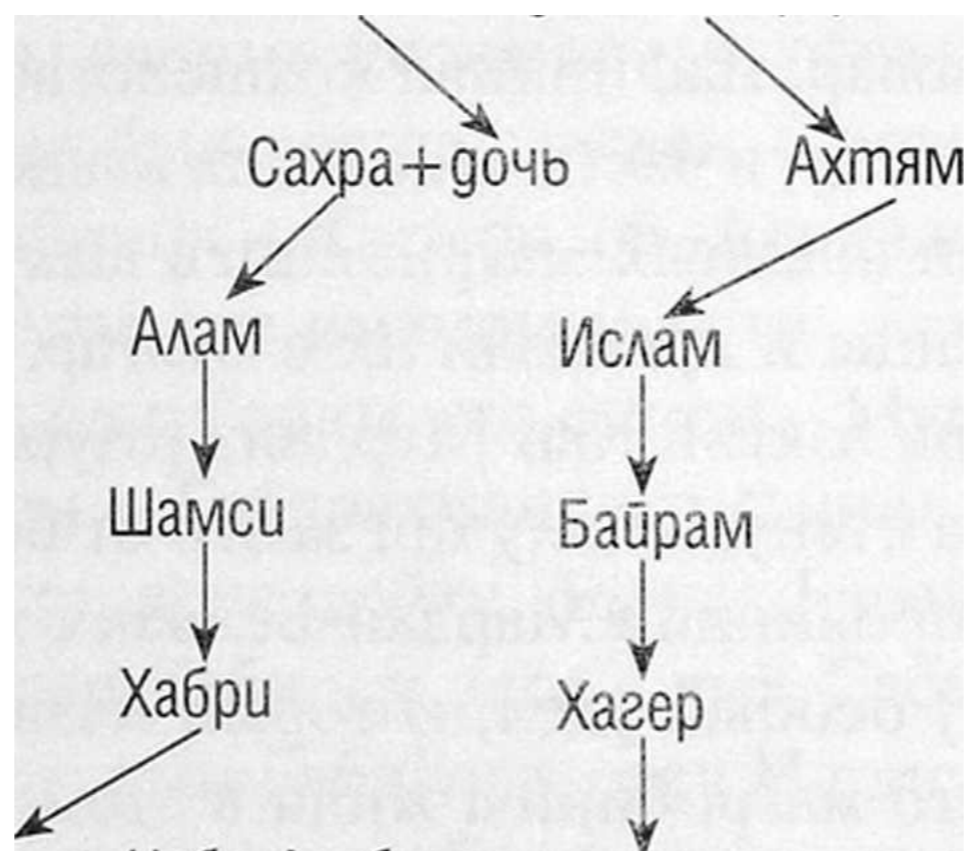 Сахра+дочь Ахтям
Алам Ислам
Шамси Байрам
Хабри Хагер